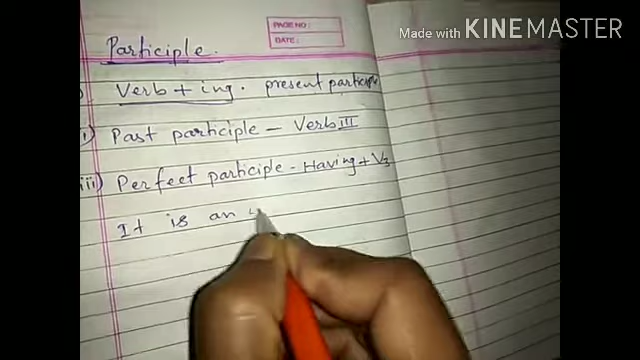 PAGE NO:
DATE:
Made with KINEMASTER
Participle.
Verb + ing. present participle
i) Past participle - Verb III
iii) Perfect participle - Having + V3
It is an